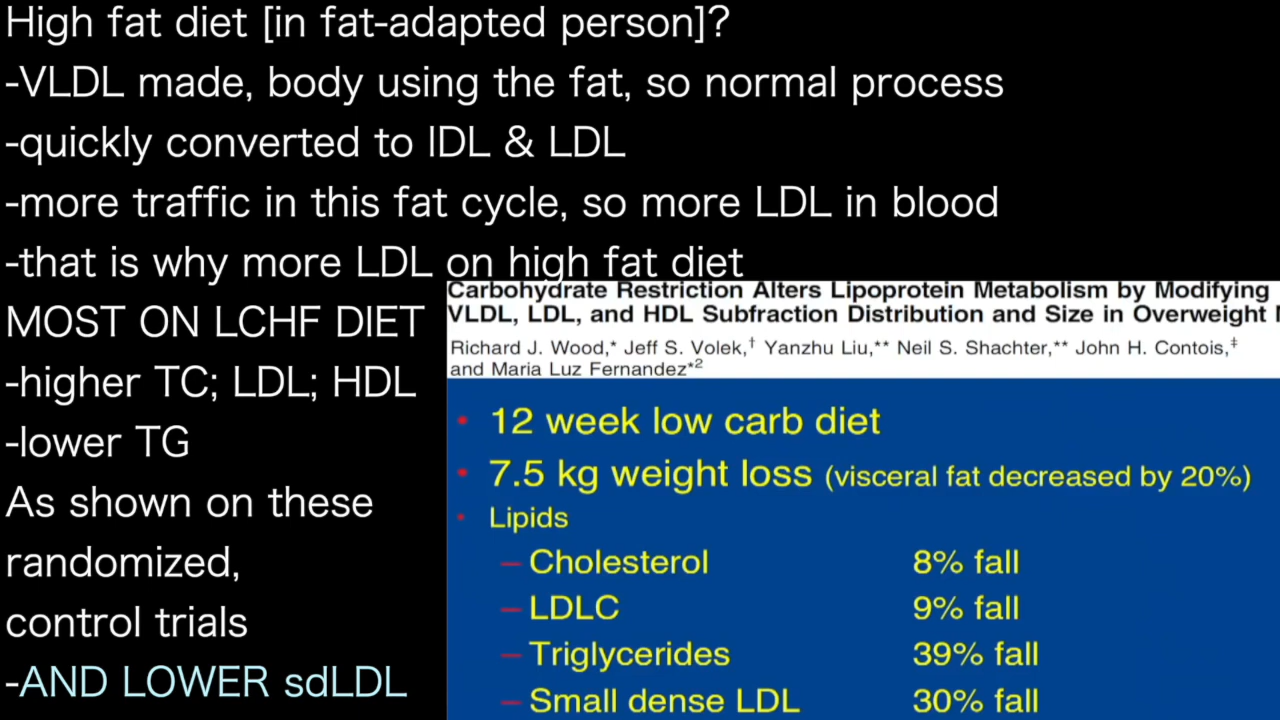 High fat diet [in fat-adapted person]?
-VLDL made, body using the fat, so normal process
-quickly converted to IDL & LDL
-more traffic in this fat cycle, so more LDL in blood
-that is why more LDL on high fat diet
MOST ON LCHF DIET
-higher TC; LDL; HDL
-lower TG
As shown on these
randomized,
control trials
-AND LOWER sdLDL
Carbohydrate Restriction Alters Lipoprotein Metabolism by Modifying
VLDL, LDL, and HDL Subfraction Distribution and Size in Overweight
Richard J. Wood,* Jeff S. Volek,† Yanzhu Liu,** Neil S. Shachter,** John H. Contois,‡
and Maria Luz Fernandez*2
• 12 week low carb diet
• 7.5 kg weight loss (visceral fat decreased by 20%)
• Lipids
– Cholesterol 8% fall
– LDLC 9% fall
– Triglycerides 39% fall
– Small dense LDL 30% fall